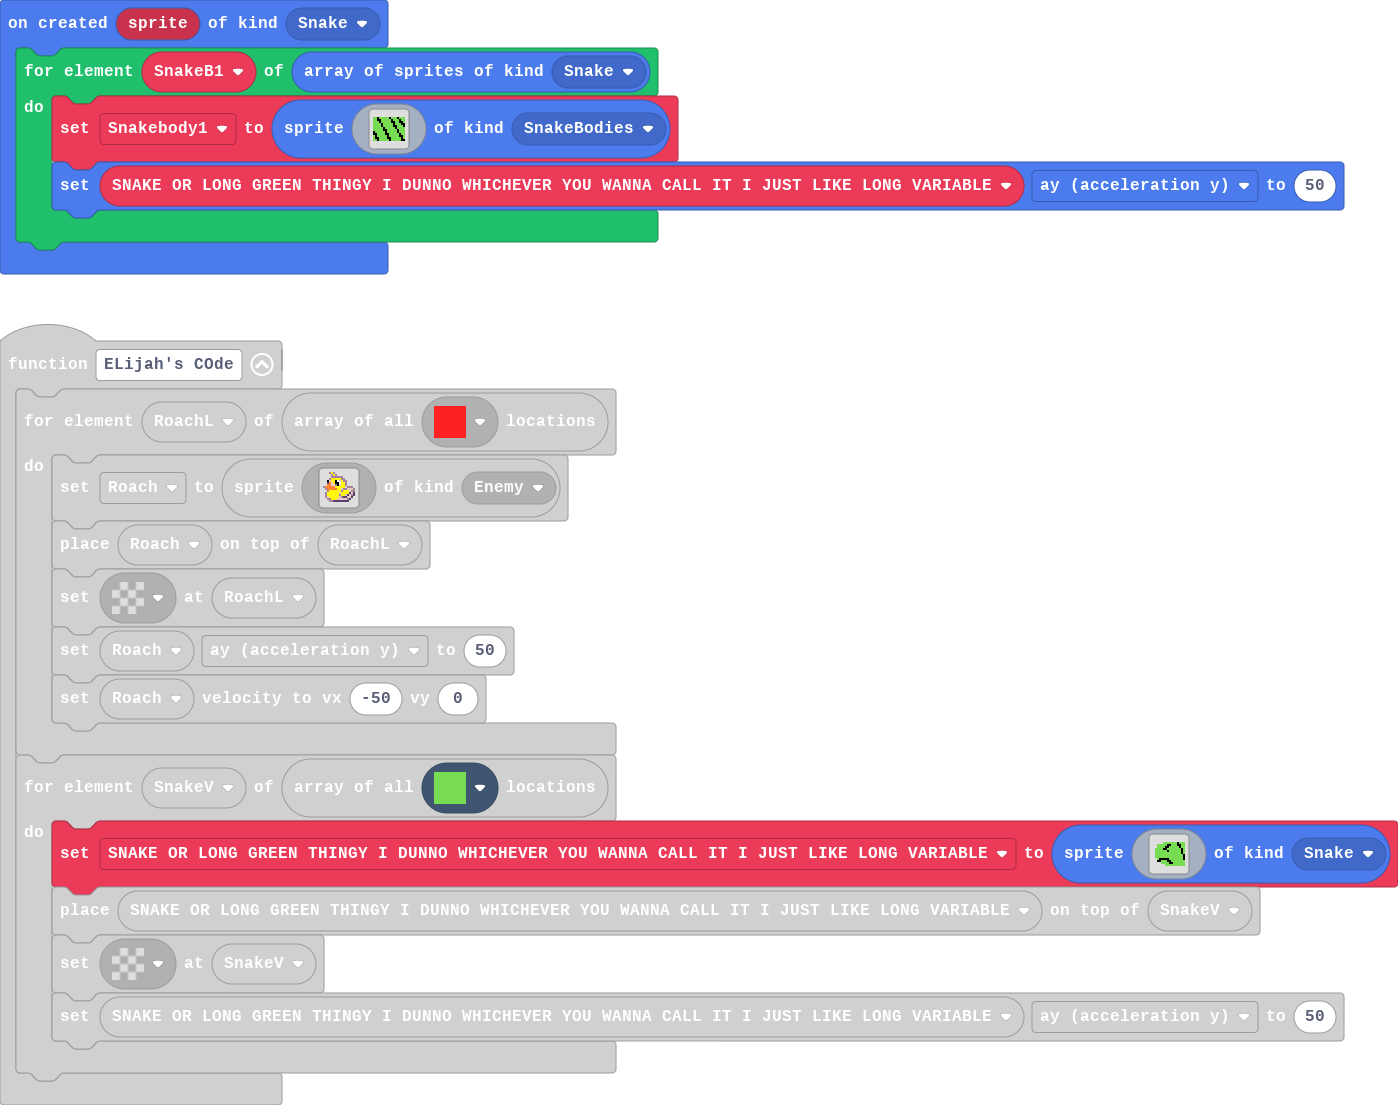 on created sprite of kind Snake
for element SnakeB1 of array of sprites of kind Snake
do
set Snakebody1 to sprite of kind SnakeBodies
set SNAKE OR LONG GREEN THINGY I DUNNO WHICHEVER YOU WANNA CALL IT I JUST LIKE LONG VARIABLE ay (acceleration y) to 50
function ELijah's COde
for element RoachL of array of all locations
do
set Roach to sprite of kind Enemy
place Roach on top of RoachL
set at RoachL
set Roach ay (acceleration y) to 50
set Roach velocity to vx -50 vy 0
for element SnakeV of array of all locations
do
set SNAKE OR LONG GREEN THINGY I DUNNO WHICHEVER YOU WANNA CALL IT I JUST LIKE LONG VARIABLE to sprite of kind Snake
place SNAKE OR LONG GREEN THINGY I DUNNO WHICHEVER YOU WANNA CALL IT I JUST LIKE LONG VARIABLE on top of SnakeV
set at SnakeV
set SNAKE OR LONG GREEN THINGY I DUNNO WHICHEVER YOU WANNA CALL IT I JUST LIKE LONG VARIABLE ay (acceleration y) to 50